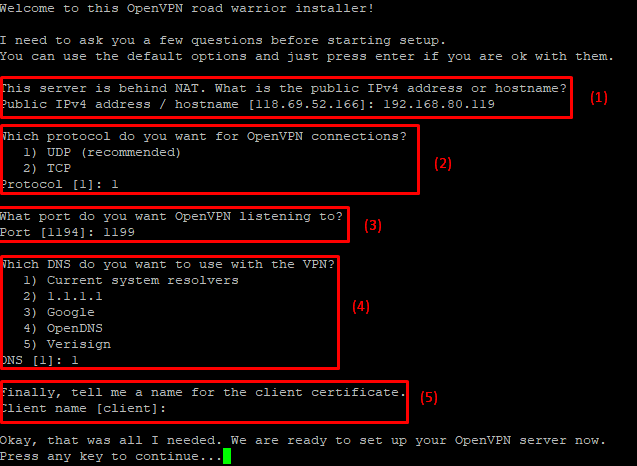 Welcome to this OpenVPN road warrior installer!
I need to ask you a few questions before starting setup.
You can use the default options and just press enter if you are ok with them.
This server is behind NAT. What is the public IPv4 address or hostname?
Public IPv4 address / hostname [118.69.52.166]: 192.168.80.119
(1)
Which protocol do you want for OpenVPN connections?
1) UDP (recommended)
2) TCP
Protocol [1]: 1
(2)
What port do you want OpenVPN listening to?
Port [1194]: 1199
(3)
Which DNS do you want to use with the VPN?
1) Current system resolvers
2) 1.1.1.1
3) Google
4) OpenDNS
5) Verisign
DNS [1]: 1
(4)
Finally, tell me a name for the client certificate.
Client name [client]:
(5)
Okay, that was all I needed. We are ready to set up your OpenVPN server now.
Press any key to continue...